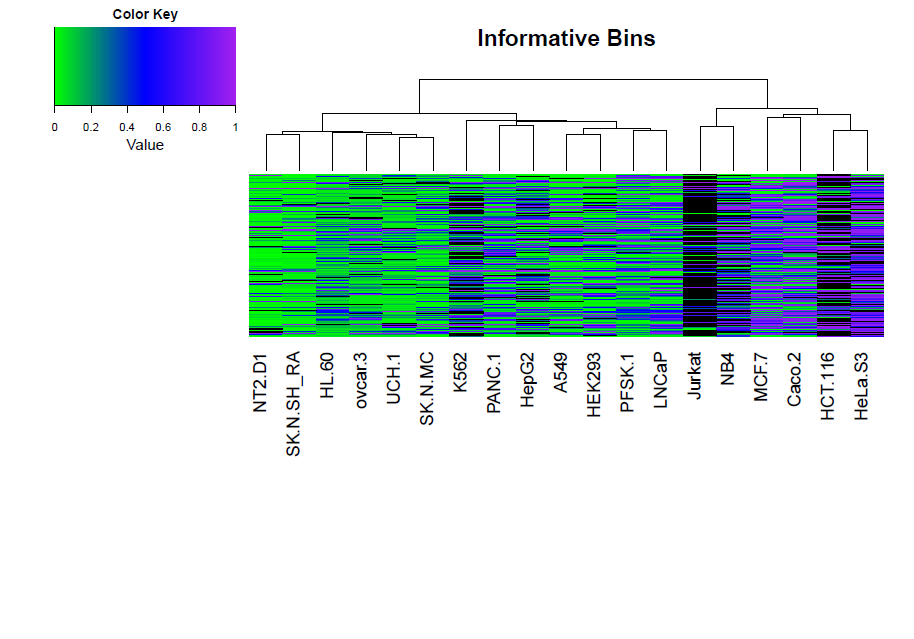 Color Key
0 0.2 0.4 0.6 0.8 1
Value
Informative Bins
NT2.D1
SK.N.SH_RA
HL.60
ovcar.3
UCH.1
SK.N.MC
K562
PANC.1
HepG2
A549
HEK293
PFSK.1
LNCaP
Jurkat
NB4
MCF.7
Caco.2
HCT.116
HeLa.S3